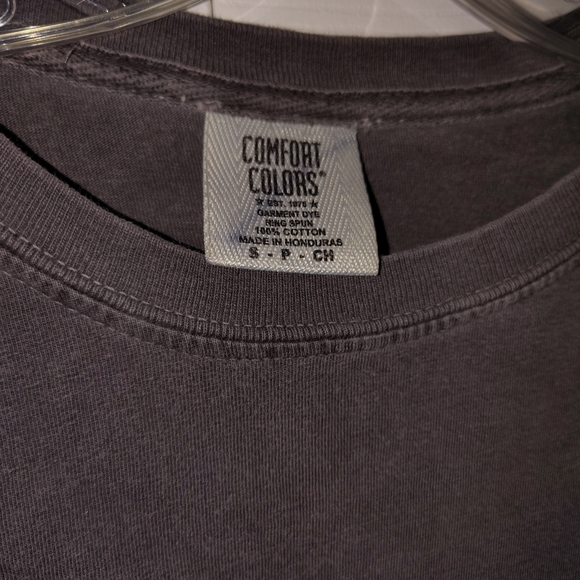 COMFORT
COLORS®
☆ EST. 1975 ☆
GARMENT DYE
RING SPUN
100% COTTON
MADE IN HONDURAS
S - P - CH